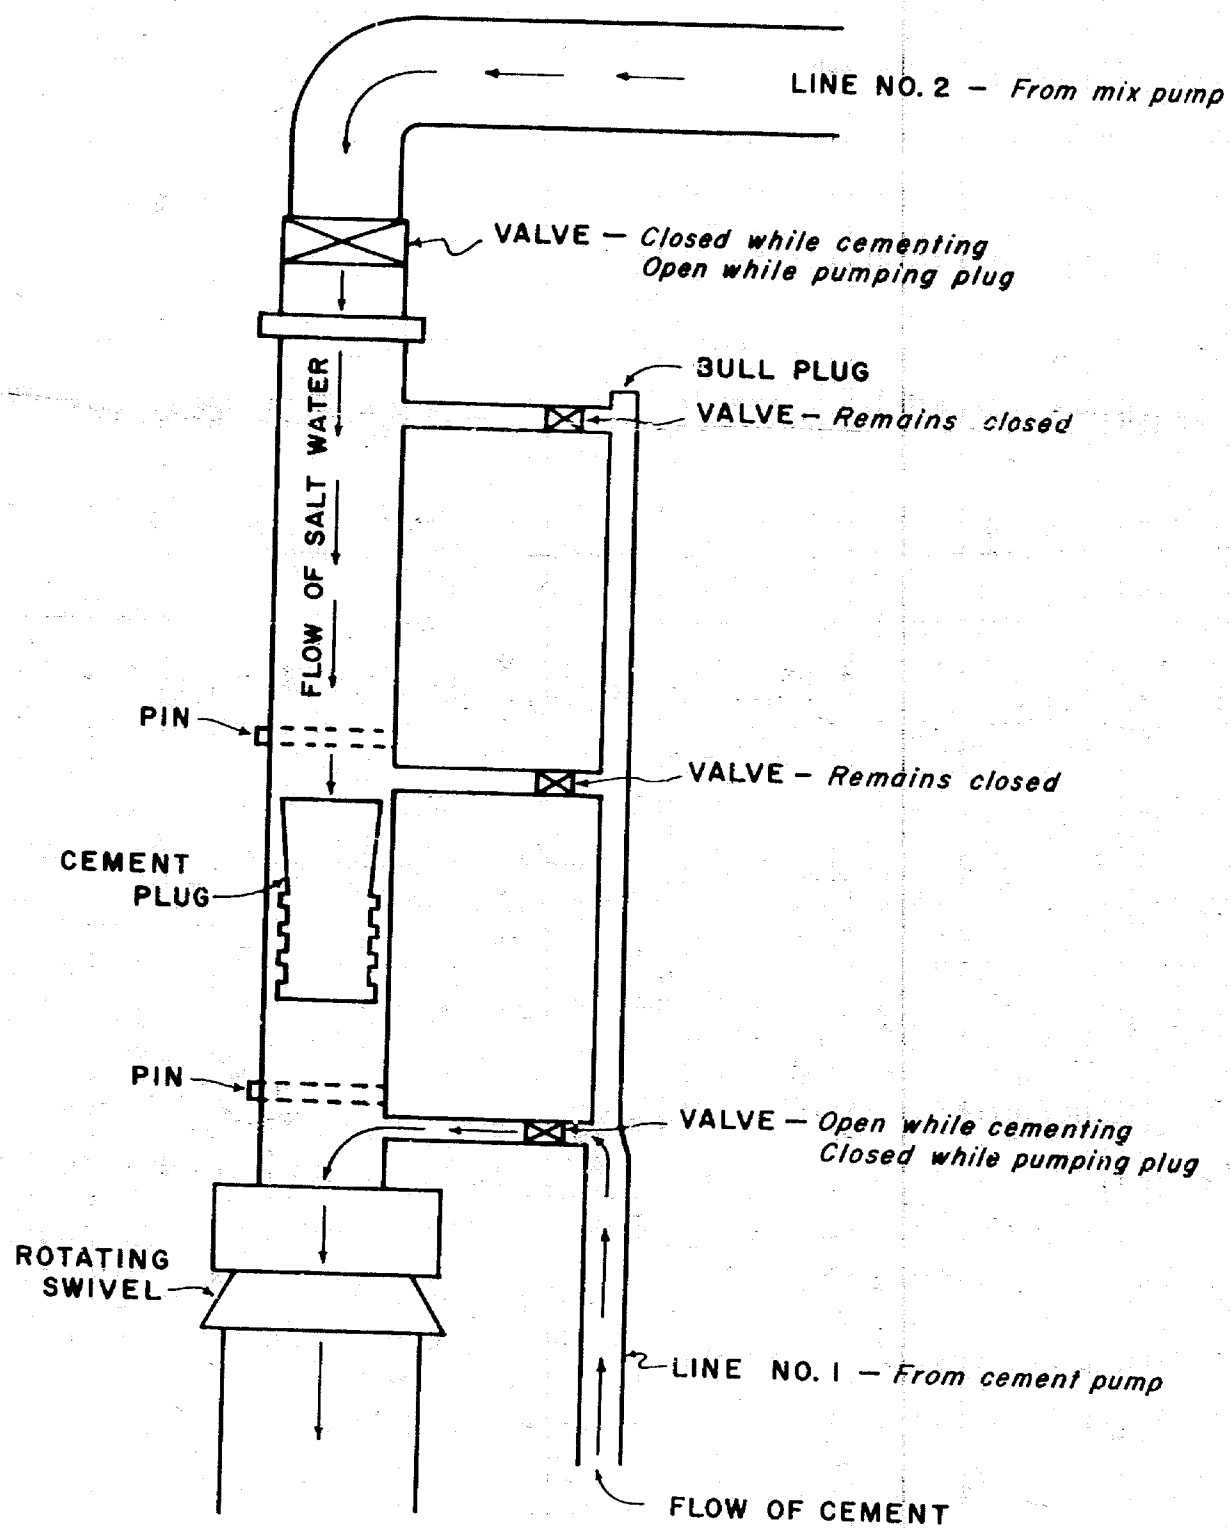 LINE NO. 2 — From mix pump
VALVE — Closed while cementing
Open while pumping plug
BULL PLUG
VALVE — Remains closed
FLOW OF SALT WATER
PIN
VALVE — Remains closed
CEMENT
PLUG
PIN
VALVE — Open while cementing
Closed while pumping plug
ROTATING
SWIVEL
LINE NO. 1 — From cement pump
FLOW OF CEMENT